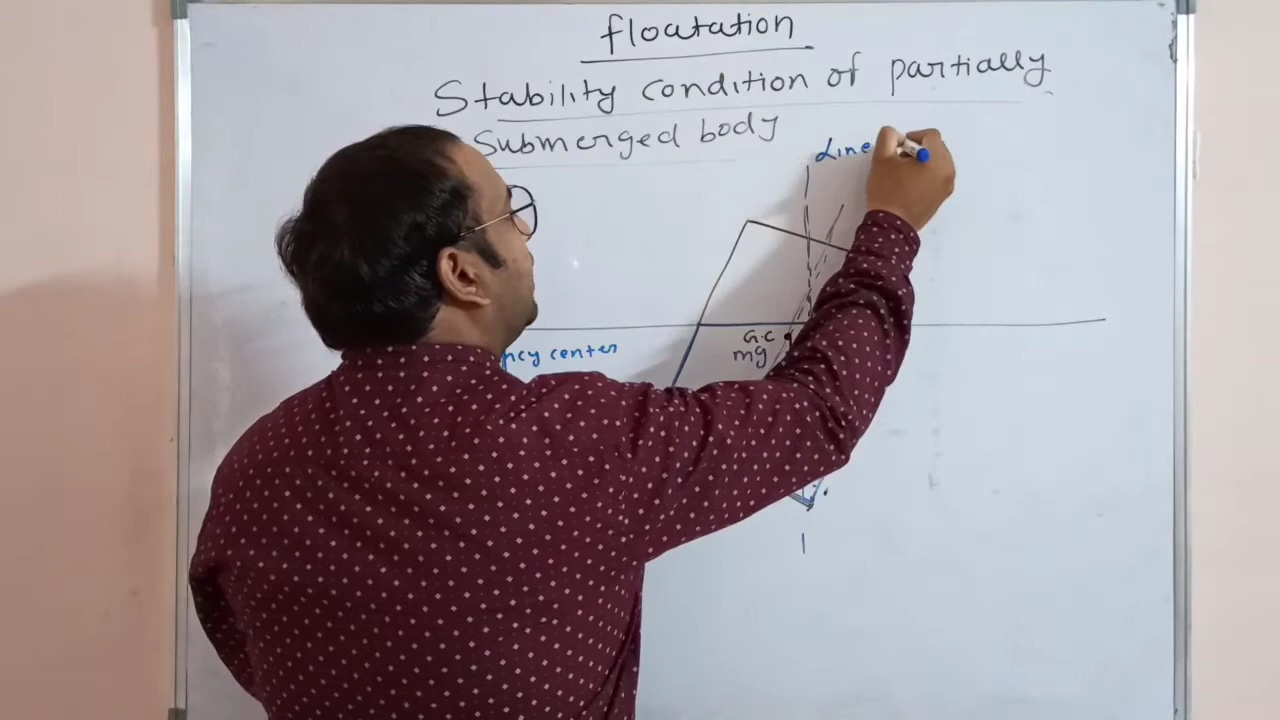 floatation
Stability condition of partially
Submerged body
Line
G.C
mg
ncy center